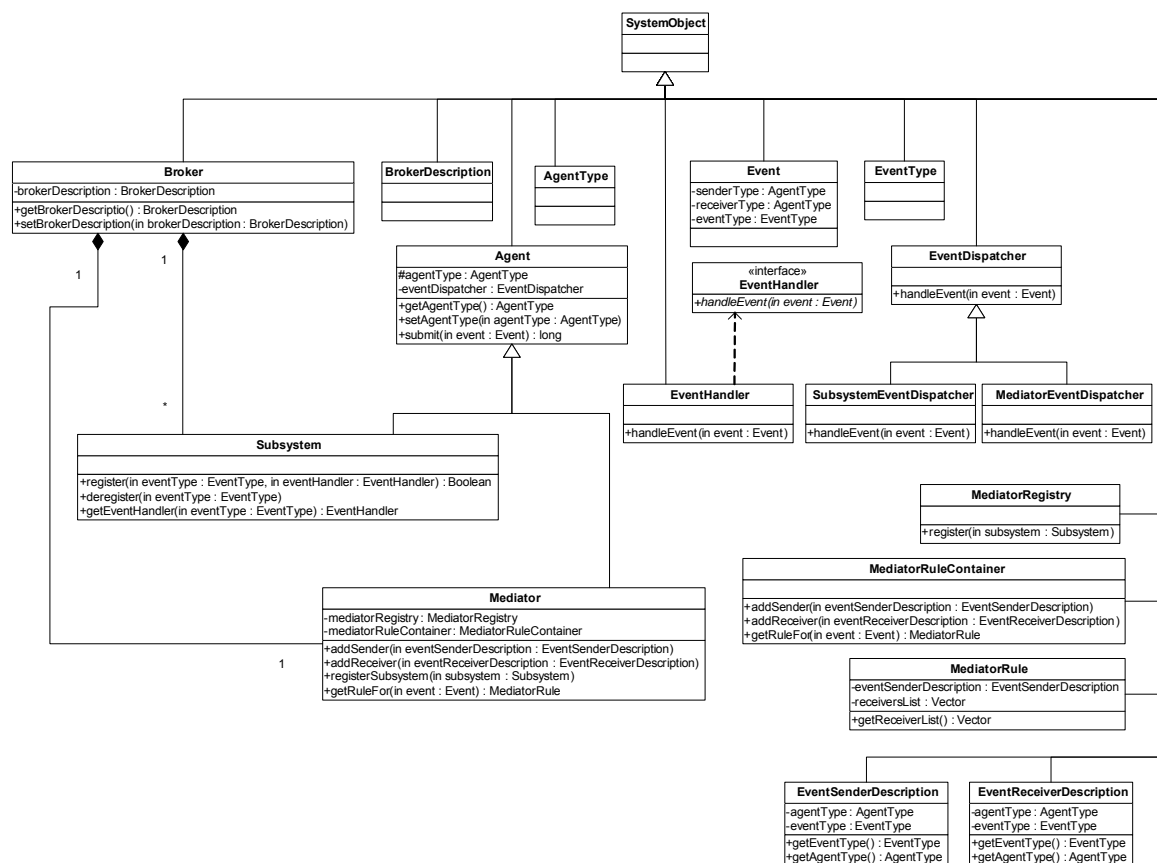 SystemObject
Broker
-brokerDescription : BrokerDescription
+getBrokerDescriptio() : BrokerDescription
+setBrokerDescription(in brokerDescription : BrokerDescription)
BrokerDescription
AgentType
Event
-senderType : AgentType
-receiverType : AgentType
-eventType : EventType
EventType
1
1
Agent
#agentType : AgentType
-eventDispatcher : EventDispatcher
+getAgentType() : AgentType
+setAgentType(in agentType : AgentType)
+submit(in event : Event) : long
«interface»
EventHandler
+handleEvent(in event : Event)
EventDispatcher
+handleEvent(in event : Event)
EventHandler
+handleEvent(in event : Event)
SubsystemEventDispatcher
+handleEvent(in event : Event)
MediatorEventDispatcher
+handleEvent(in event : Event)
*
Subsystem
+register(in eventType : EventType, in eventHandler : EventHandler) : Boolean
+deregister(in eventType : EventType)
+getEventHandler(in eventType : EventType) : EventHandler
MediatorRegistry
+register(in subsystem : Subsystem)
MediatorRuleContainer
+addSender(in eventSenderDescription : EventSenderDescription)
+addReceiver(in eventReceiverDescription : EventReceiverDescription)
+getRuleFor(in event : Event) : MediatorRule
Mediator
-mediatorRegistry : MediatorRegistry
-mediatorRuleContainer : MediatorRuleContainer
+addSender(in eventSenderDescription : EventSenderDescription)
+addReceiver(in eventReceiverDescription : EventReceiverDescription)
+registerSubsystem(in subsystem : Subsystem)
+getRuleFor(in event : Event) : MediatorRule
1
MediatorRule
-eventSenderDescription : EventSenderDescription
-receiversList : Vector
+getReceiverList() : Vector
EventSenderDescription
-agentType : AgentType
-eventType : EventType
+getEventType() : EventType
+getAgentType() : AgentType
EventReceiverDescription
-agentType : AgentType
-eventType : EventType
+getEventType() : EventType
+getAgentType() : AgentType